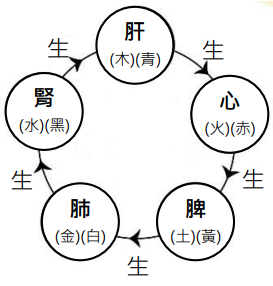 肝
(木)(青)
生
心
(火)(赤)
生
脾
(土)(黃)
生
肺
(金)(白)
生
腎
(水)(黑)
生